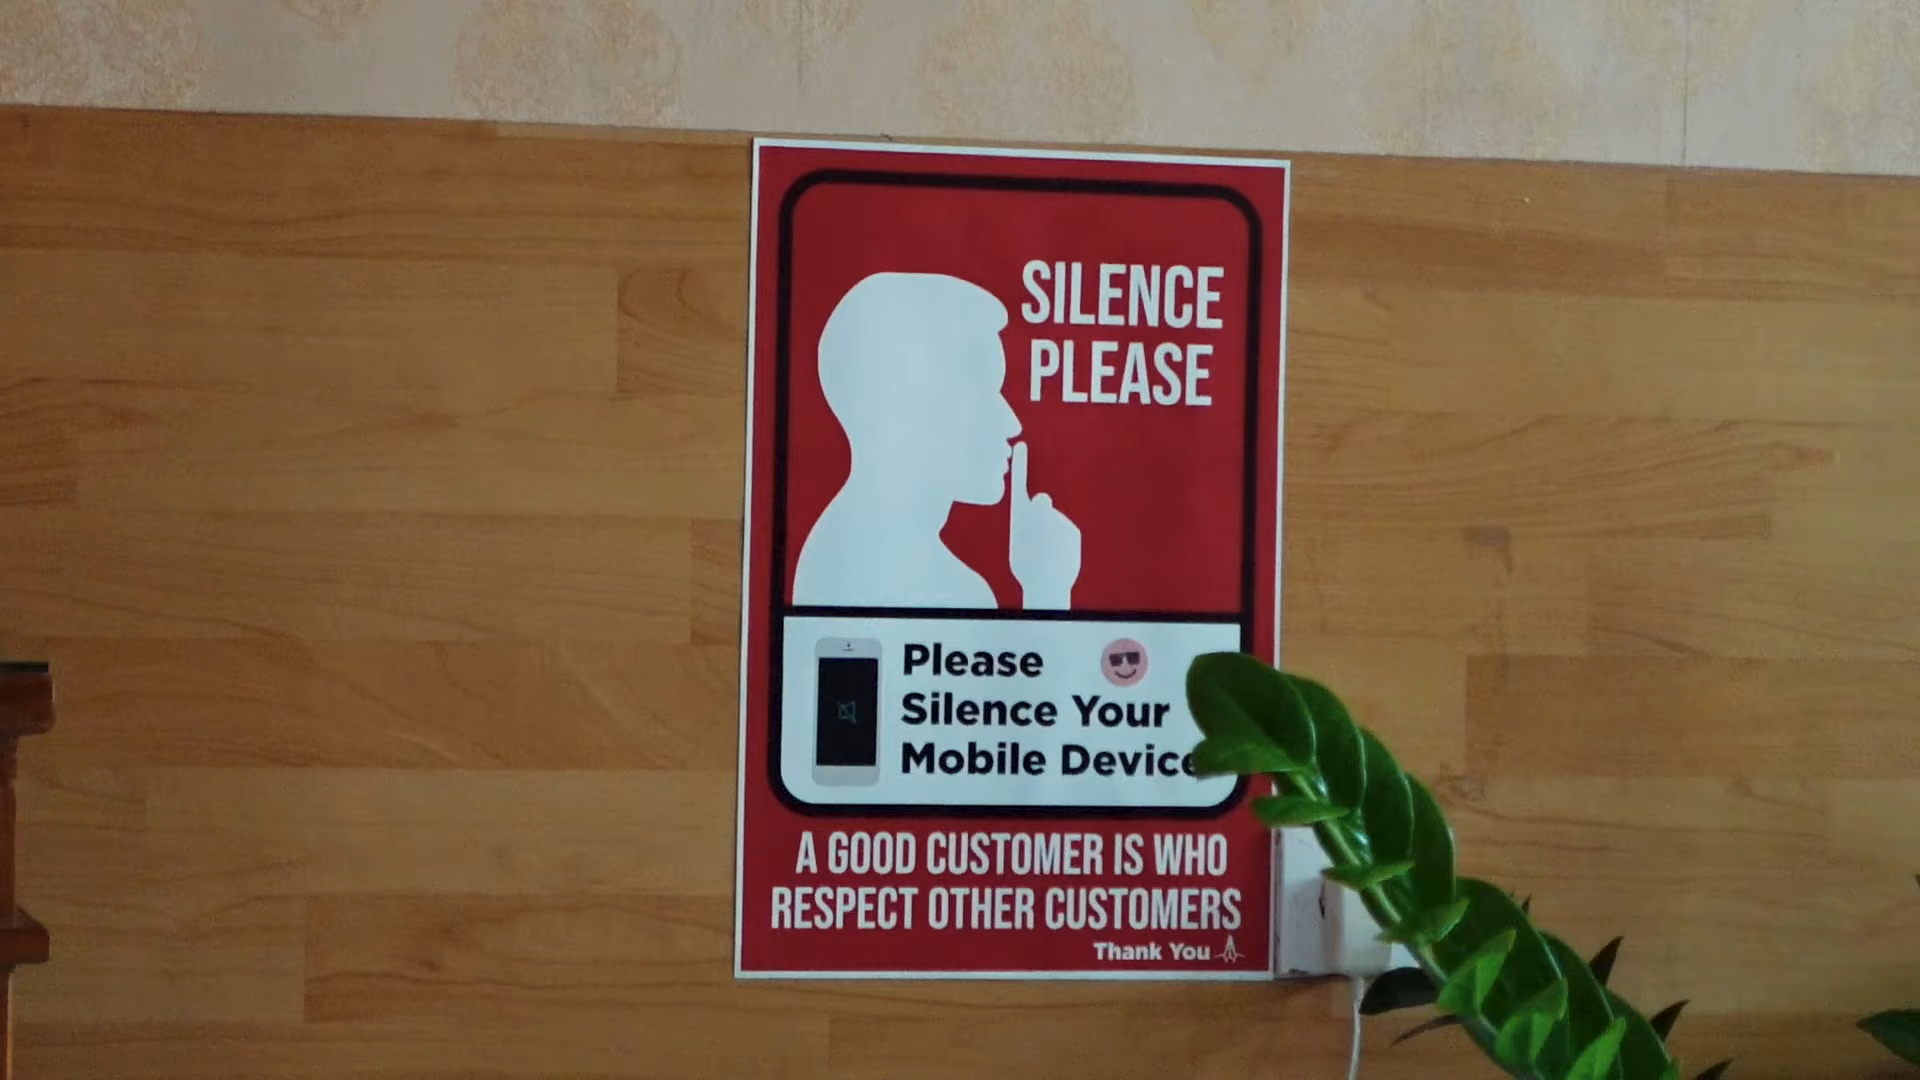 SILENCE
PLEASE
Please
Silence Your
Mobile Device
A GOOD CUSTOMER IS WHO
RESPECT OTHER CUSTOMERS
Thank You